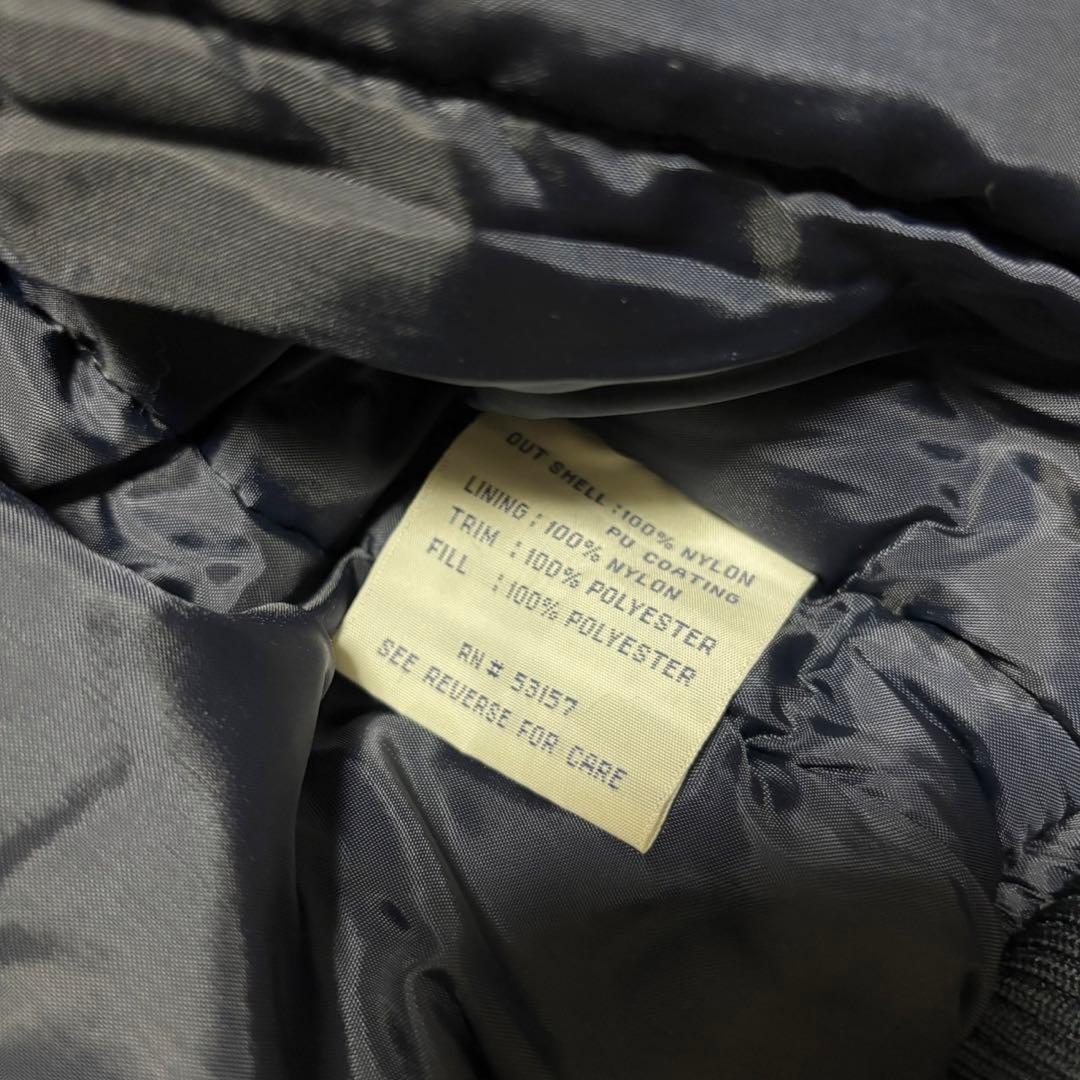 OUT SHELL : 100% NYLON
PU COATING
LINING : 100% NYLON
TRIM : 100% POLYESTER
FILL : 100% POLYESTER
RN # 53157
SEE REVERSE FOR CARE